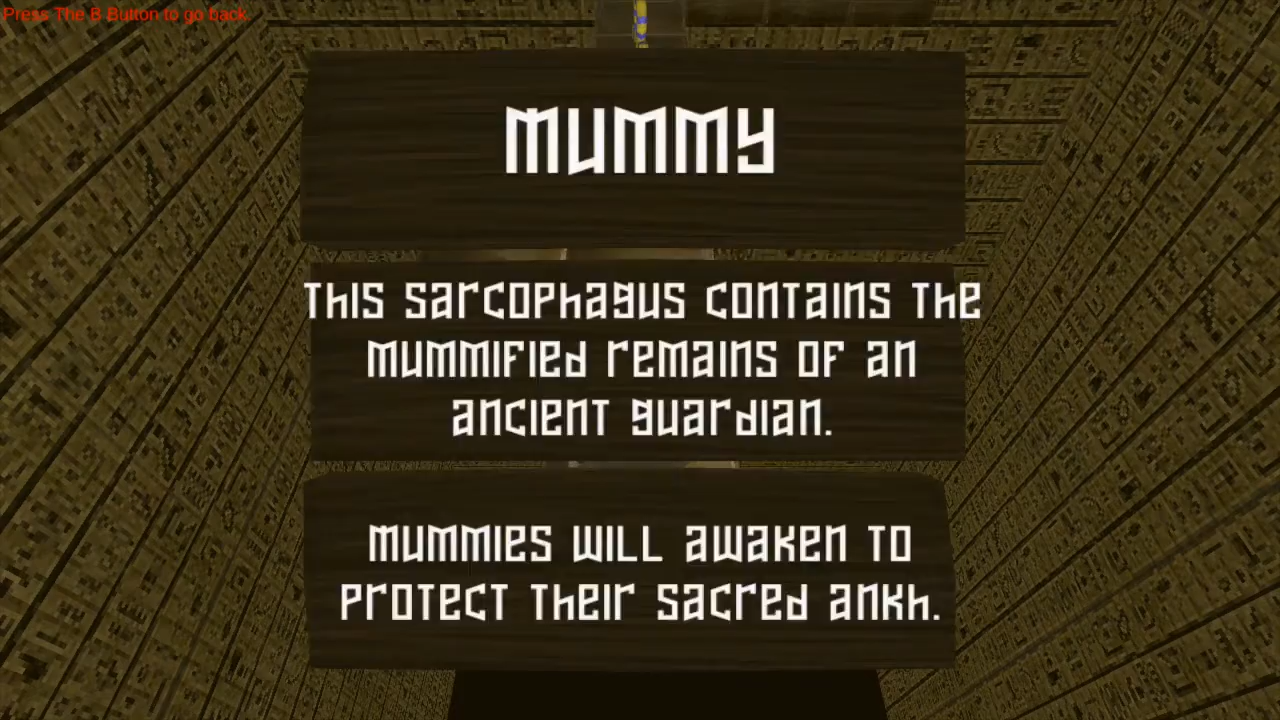 Press The B Button to go back.
MUMMY
THIS SARCOPHAGUS CONTAINS THE
MUMMIFIED REMAINS OF AN
ANCIENT GUARDIAN.
MUMMIES WILL AWAKEN TO
PROTECT THEIR SACRED ANKH.